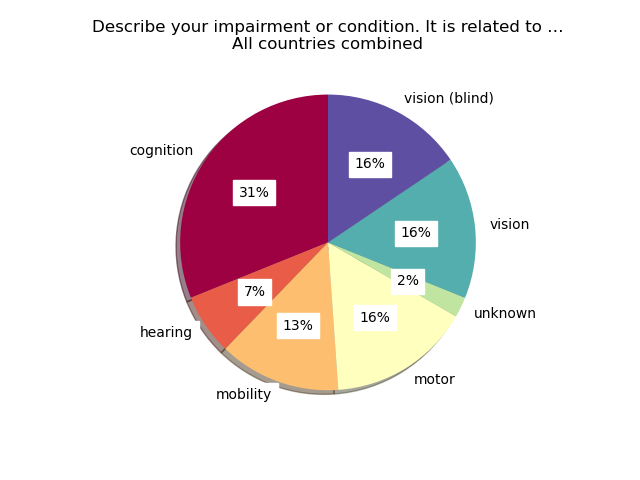 Describe your impairment or condition. It is related to …
All countries combined
vision (blind)
cognition
16%
31%
vision
16%
2%
7%
unknown
16%
13%
hearing
motor
mobility